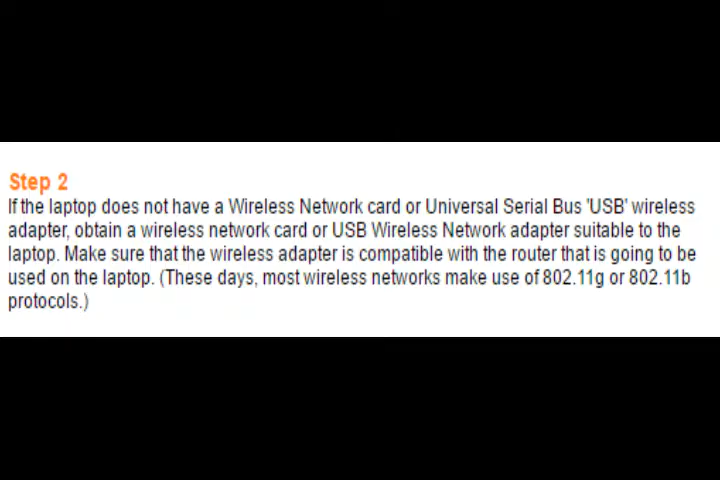 Step 2
If the laptop does not have a Wireless Network card or Universal Serial Bus 'USB' wireless
adapter, obtain a wireless network card or USB Wireless Network adapter suitable to the
laptop. Make sure that the wireless adapter is compatible with the router that is going to be
used on the laptop. (These days, most wireless networks make use of 802.11g or 802.11b
protocols.)